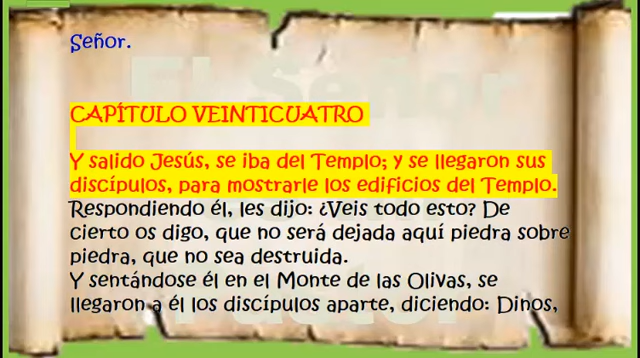 Señor.
CAPÍTULO VEINTICUATRO
Y salido Jesús, se iba del Templo; y se llegaron sus
discípulos, para mostrarle los edificios del Templo.
Respondiendo él, les dijo: ¿Veis todo esto? De
cierto os digo, que no será dejada aquí piedra sobre
piedra, que no sea destruida.
Y sentándose él en el Monte de las Olivas, se
llegaron a él los discípulos aparte, diciendo: Dinos,